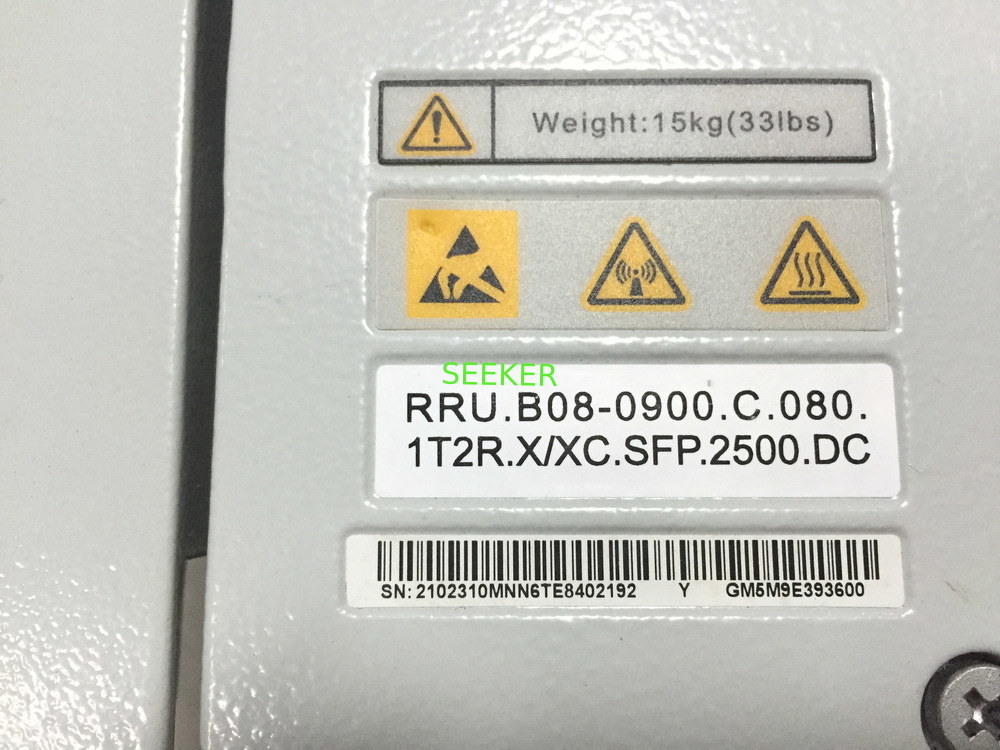 Weight:15kg(33lbs)
SEEKER
RRU.B08-0900.C.080.
1T2R.X/XC.SFP.2500.DC
SN: 2102310MNN6TE8402192 Y GM5M9E393600